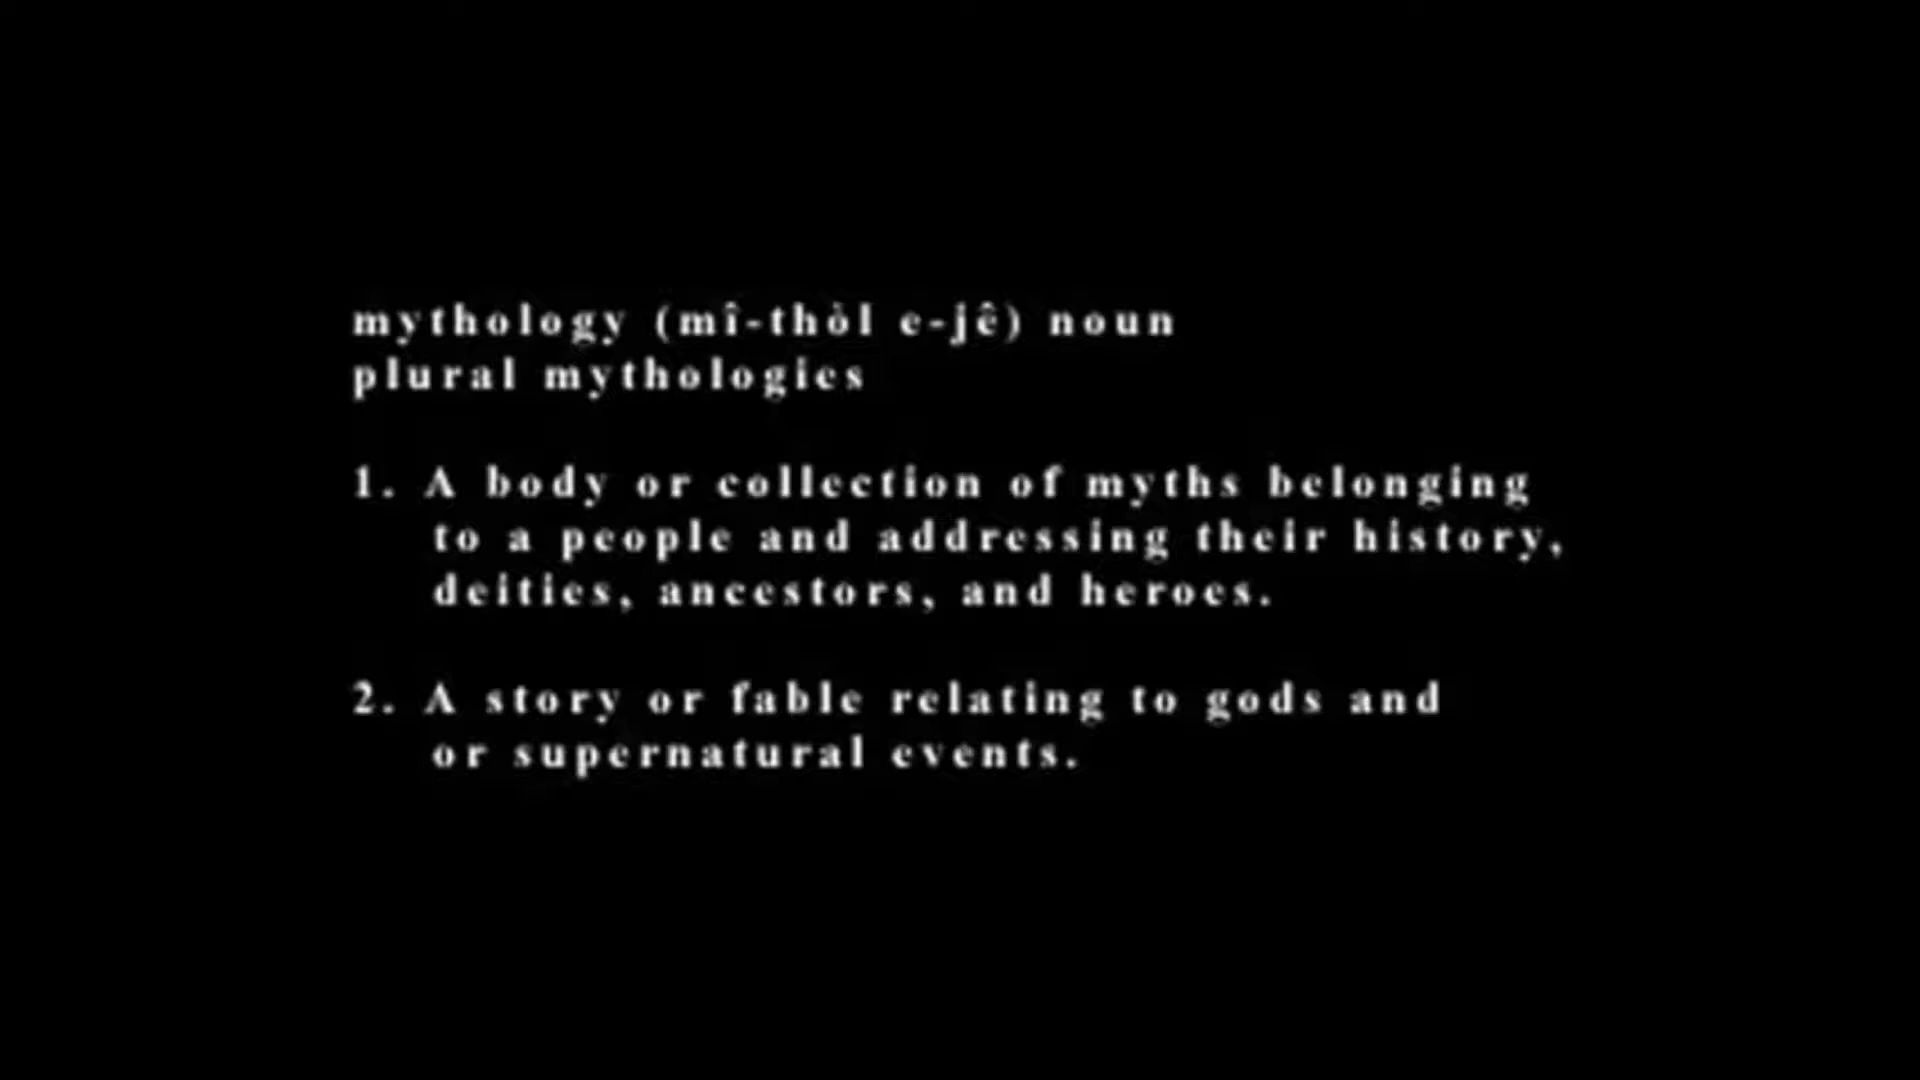 mythology (mî-thòl e-jê) noun
plural mythologies
1. A body or collection of myths belonging
to a people and addressing their history,
deities, ancestors, and heroes.
2. A story or fable relating to gods and
or supernatural events.